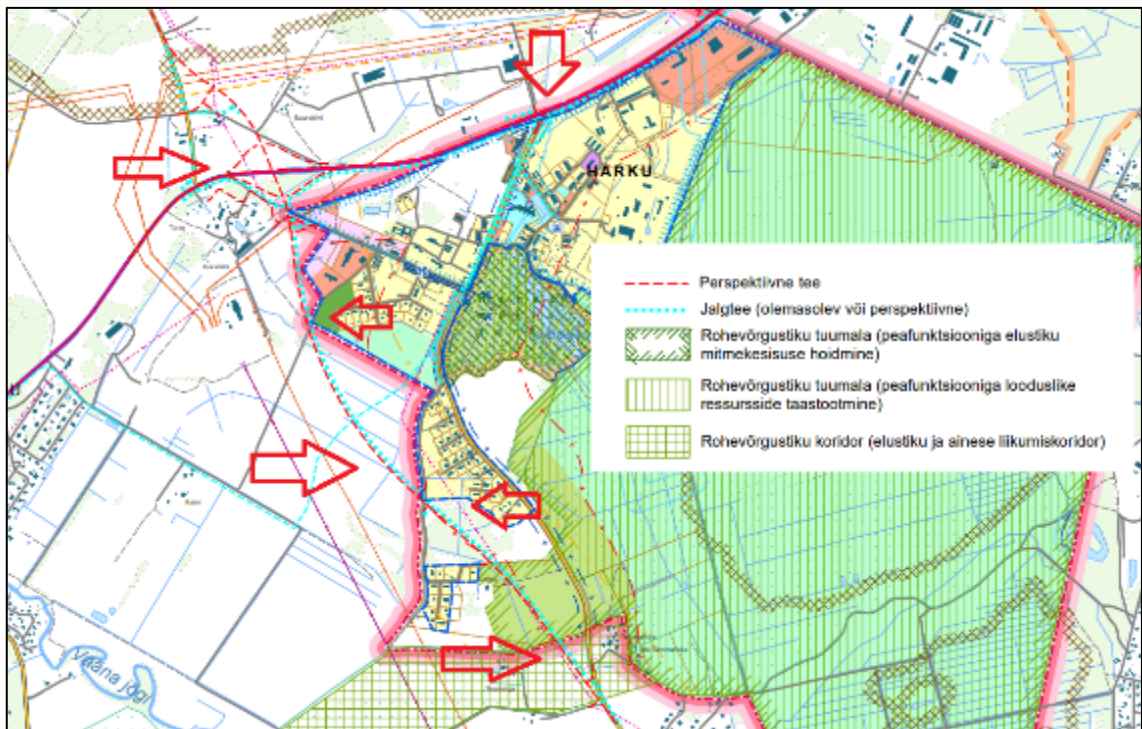 HARKU
Perspektiivne tee
Jalgtee (olemasolev või perspektiivne)
Rohevõrgustiku tuumala (peafunktsiooniga elustiku
mitmekesisuse hoidmine)
Rohevõrgustiku tuumala (peafunktsiooniga looduslike
ressursside taastootmine)
Rohevõrgustiku koridor (elustiku ja ainese liikumiskoridor)
Vääna jõgi